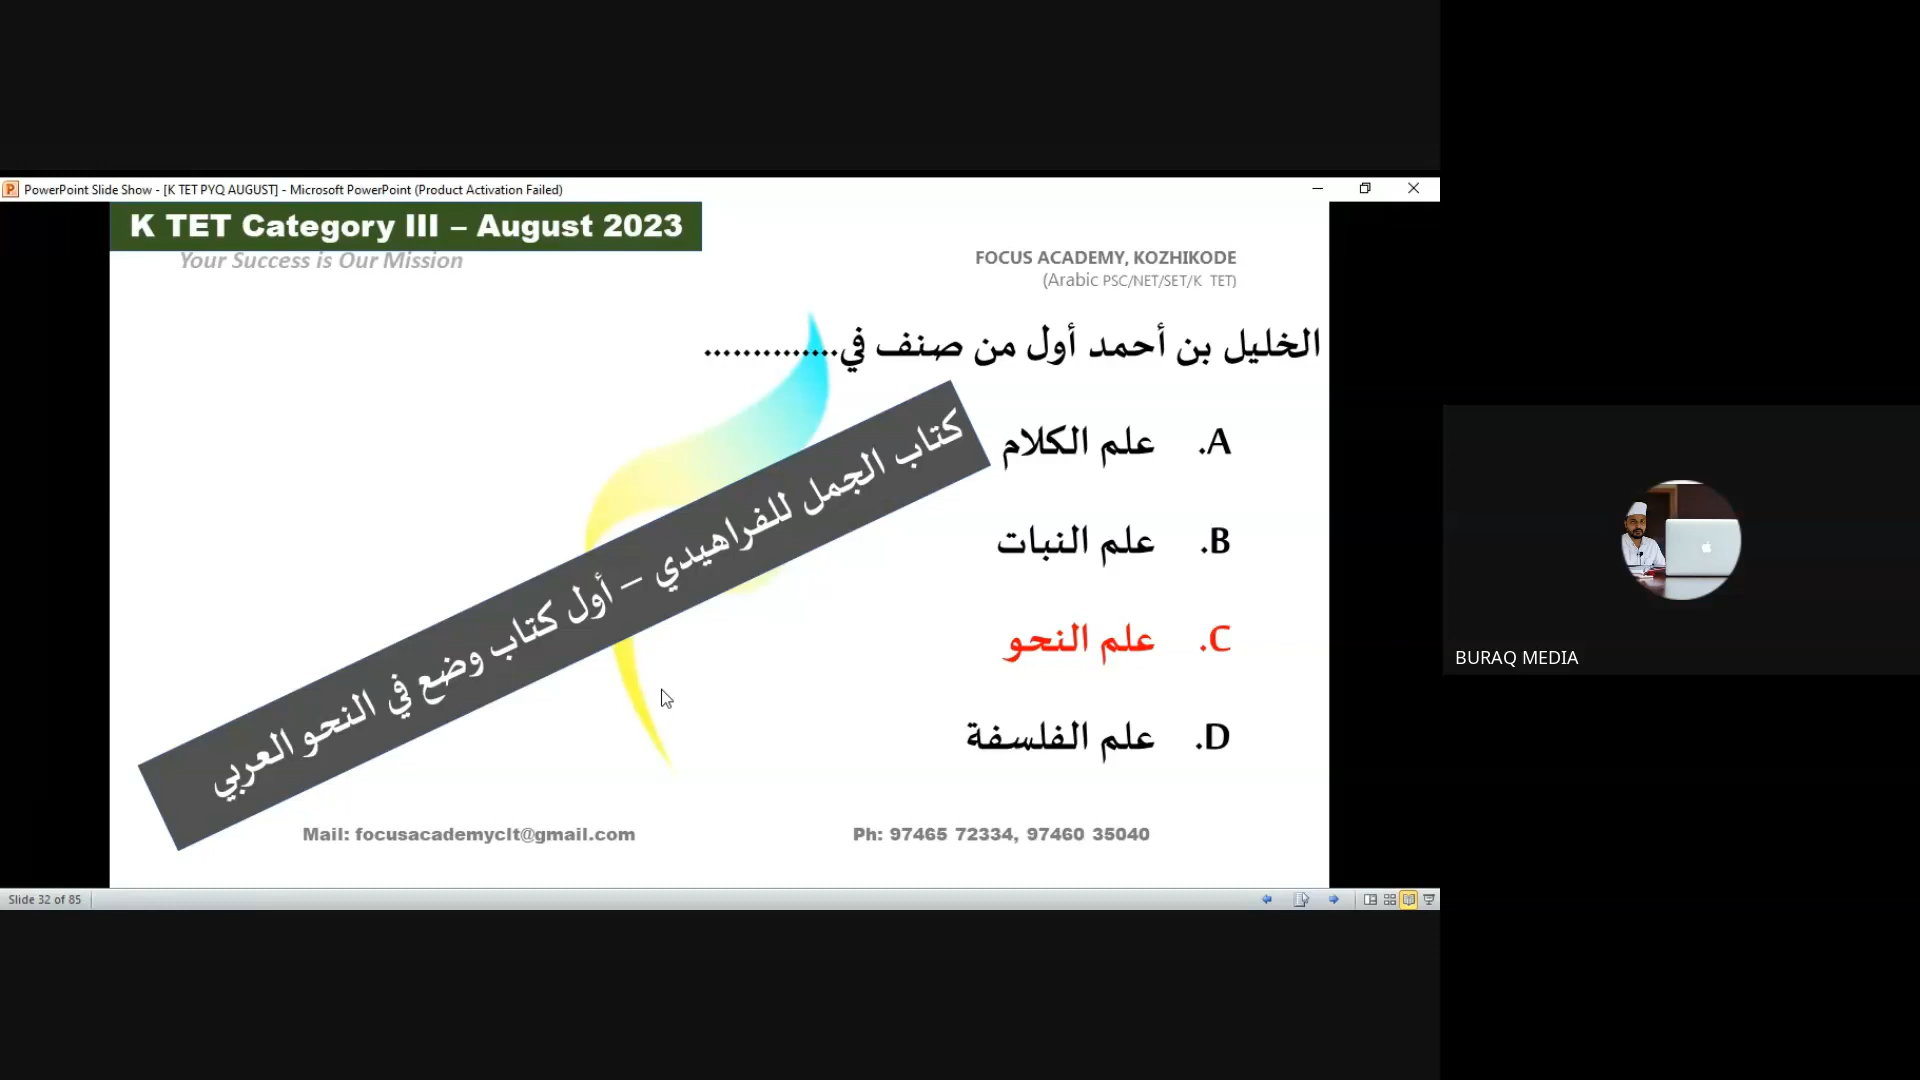 PowerPoint Slide Show - [K TET PYQ AUGUST] - Microsoft PowerPoint (Product Activation Failed)
K TET Category III – August 2023
Your Success is Our Mission
FOCUS ACADEMY, KOZHIKODE
(Arabic PSC/NET/SET/K TET)
الخليل بن أحمد أول من صنف في..............
A. علم الكلام
B. علم النبات
C. علم النحو
D. علم الفلسفة
كتاب الجمل للفراهيدي – أول كتاب وضع في النحو العربي
Mail: focusacademyclt@gmail.com
Ph: 97465 72334, 97460 35040
Slide 32 of 85
BURAQ MEDIA